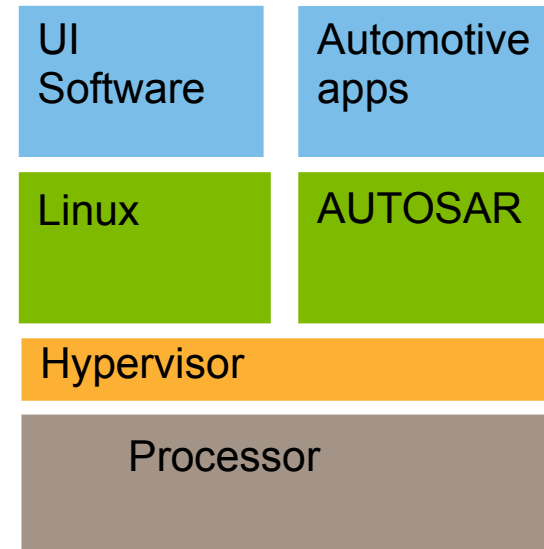 UI
Software
Automotive
apps
Linux
AUTOSAR
Hypervisor
Processor